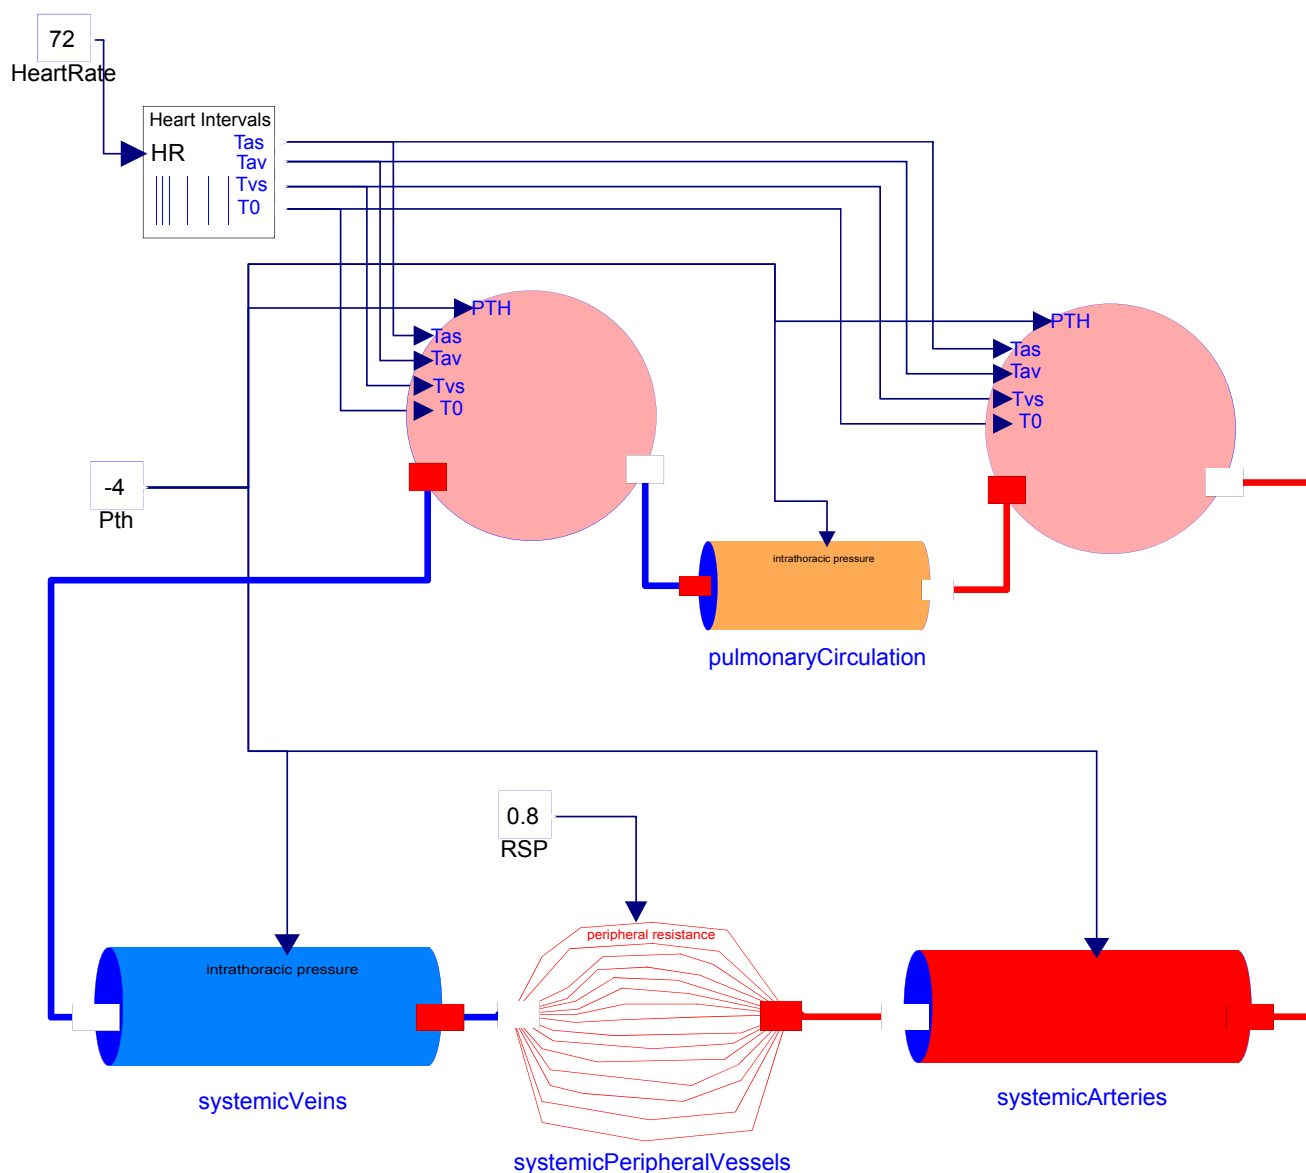 72
HeartRate
Heart Intervals
HR
Tas
Tav
Tvs
T0
PTH
Tas
Tav
Tvs
T0
PTH
Tas
Tav
Tvs
T0
-4
Pth
intrathoracic pressure
pulmonaryCirculation
0.8
RSP
peripheral resistance
intrathoracic pressure
systemicVeins
systemicArteries
systemicPeripheralVessels